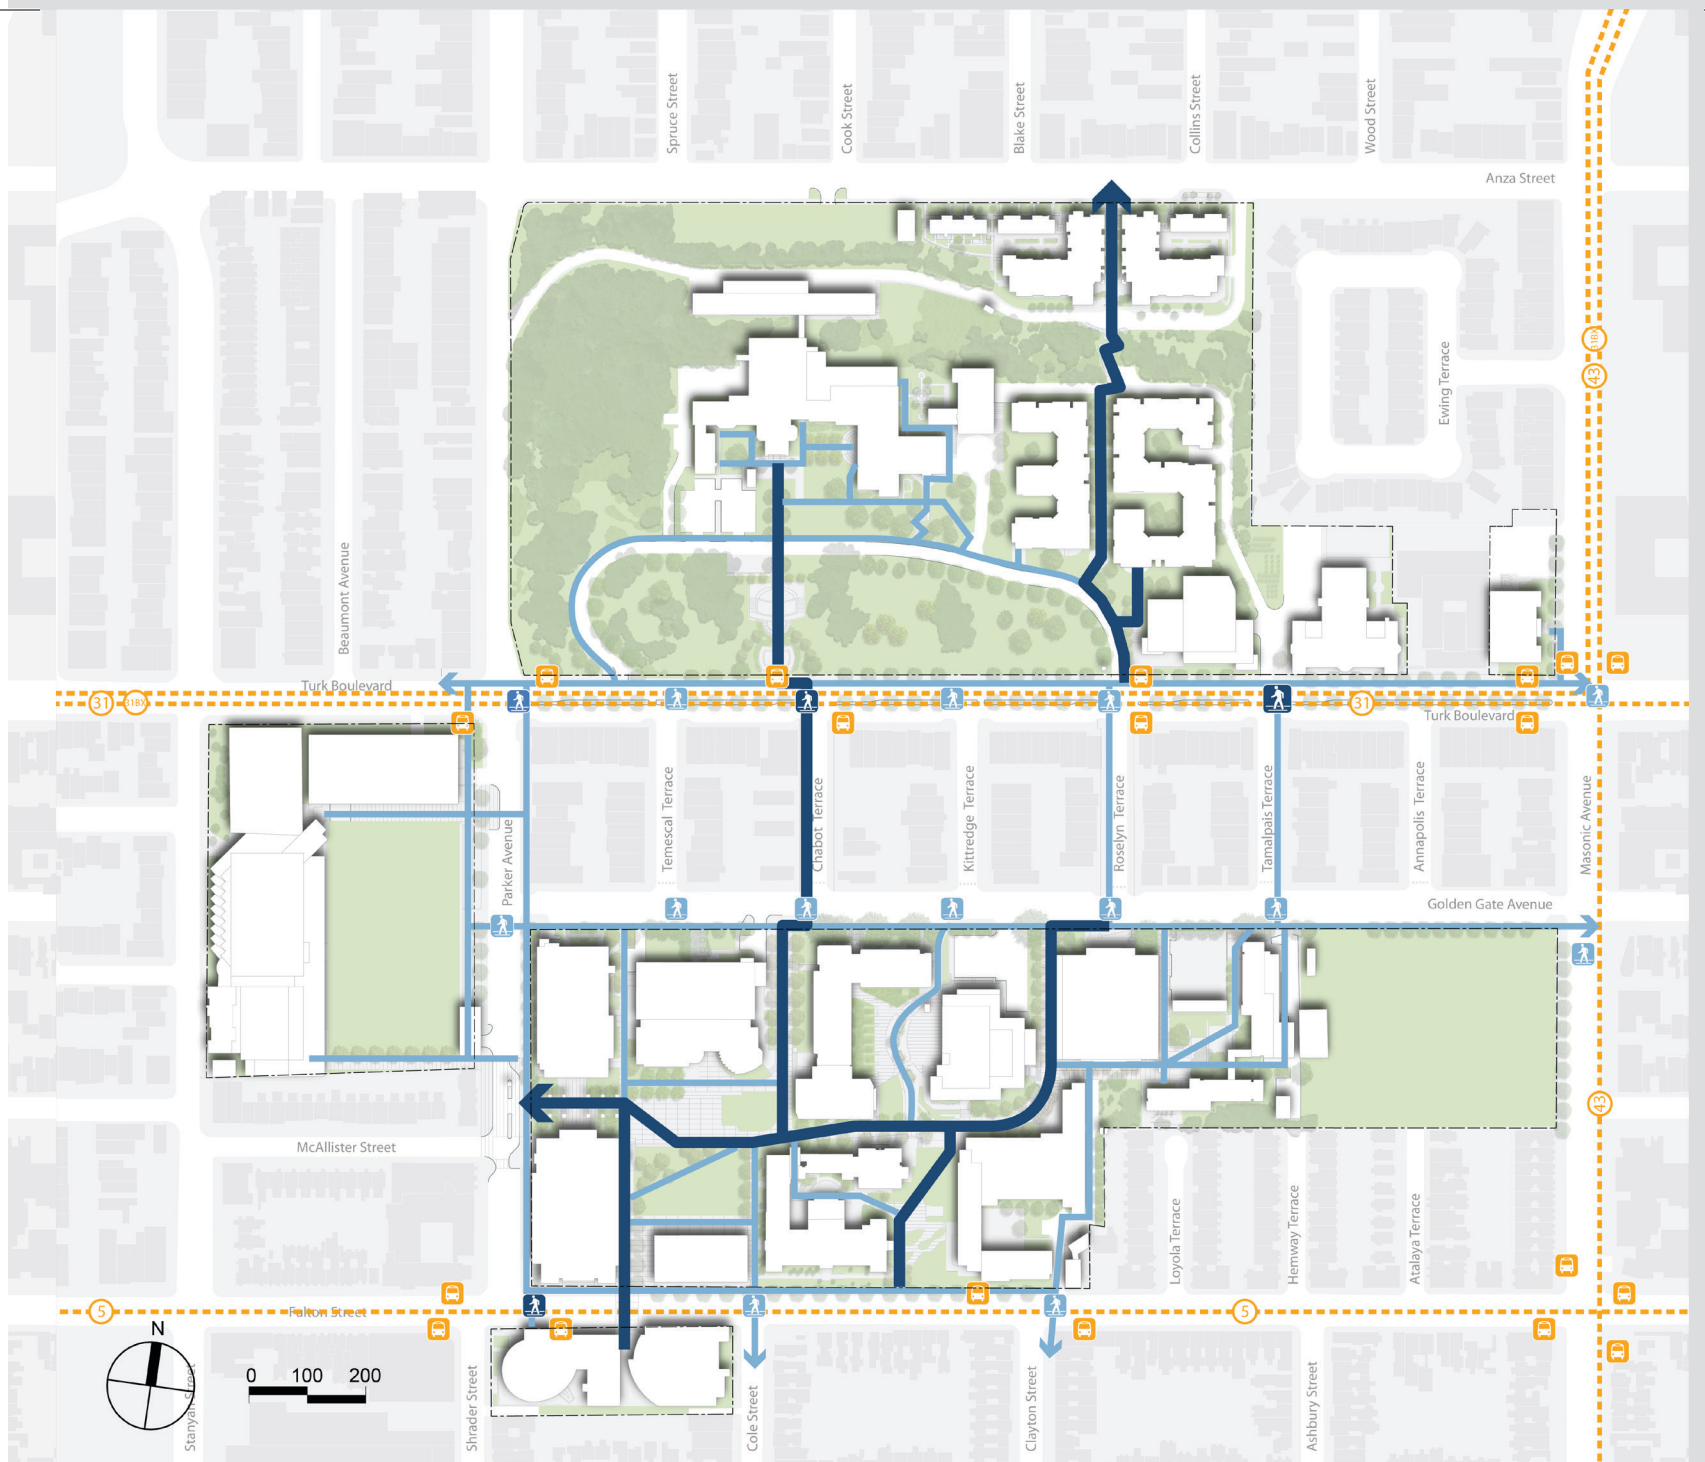 Spruce Street
Cook Street
Blake Street
Collins Street
Wood Street
Anza Street
31BX
43
Ewing Terrace
Beaumont Avenue
Turk Boulevard
31
31BX
31
Turk Boulevard
Parker Avenue
Temescal Terrace
Chabot Terrace
Kittredge Terrace
Roselyn Terrace
Tamalpais Terrace
Annapolis Terrace
Masonic Avenue
Golden Gate Avenue
43
McAllister Street
Loyola Terrace
Hemway Terrace
Atalaya Terrace
5
Fulton Street
5
N
0 100 200
Stanyan Street
Shrader Street
Cole Street
Clayton Street
Ashbury Street